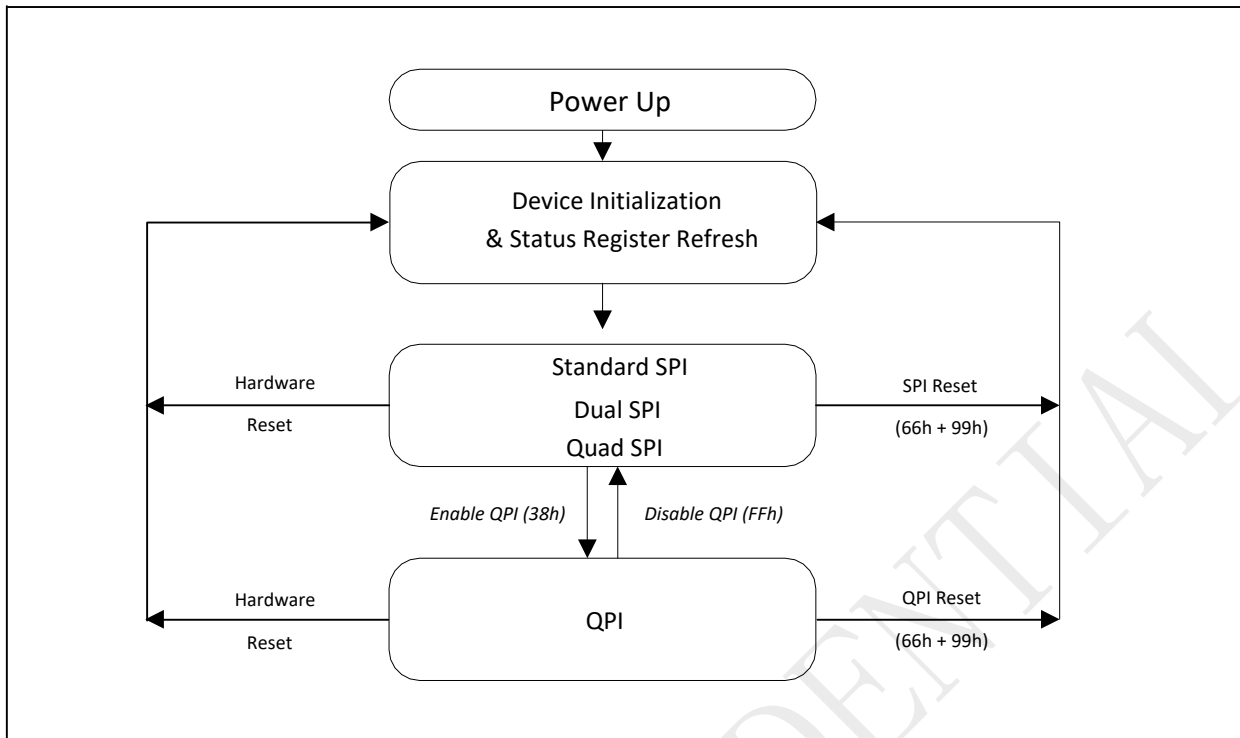 Power Up
Device Initialization
& Status Register Refresh
Standard SPI
Dual SPI
Quad SPI
Hardware
Reset
SPI Reset
(66h + 99h)
Enable QPI (38h)
Disable QPI (FFh)
QPI
Hardware
Reset
QPI Reset
(66h + 99h)
DENTIAL